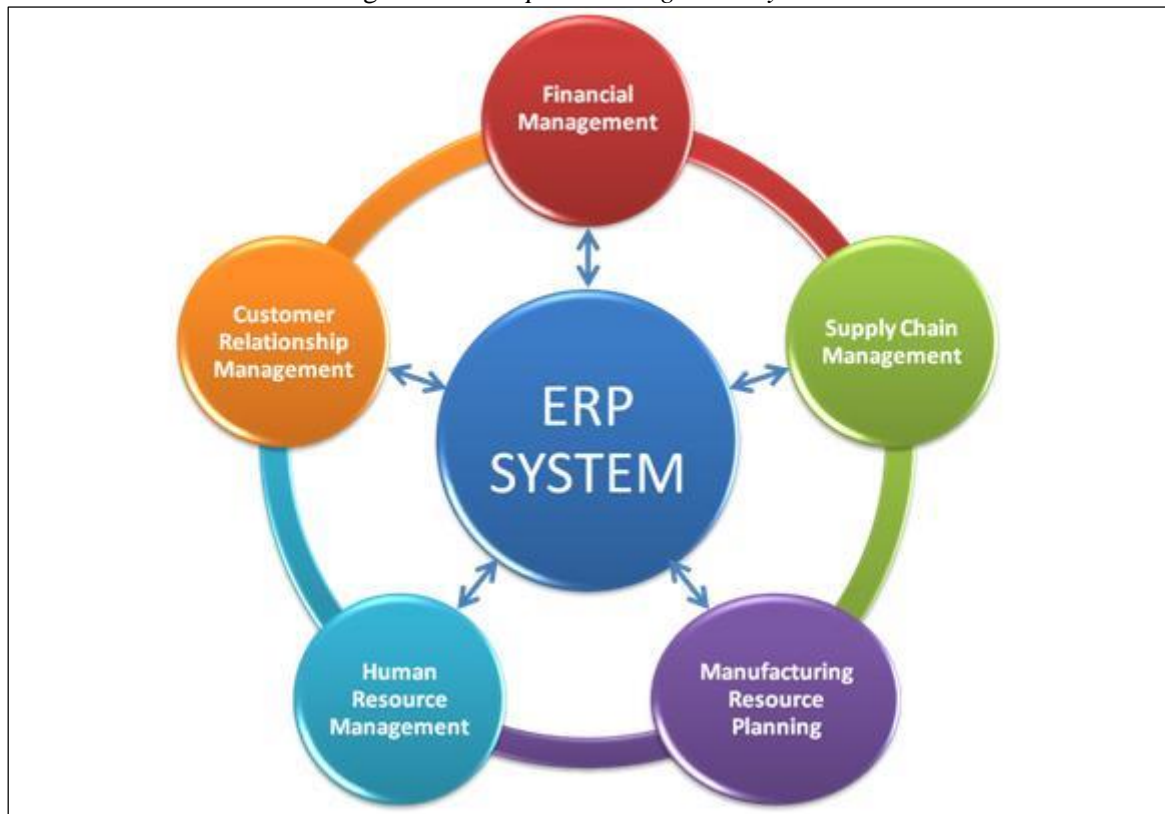 Financial
Management
Supply Chain
Management
Customer
Relationship
Management
ERP
SYSTEM
Human
Resource
Management
Manufacturing
Resource
Planning